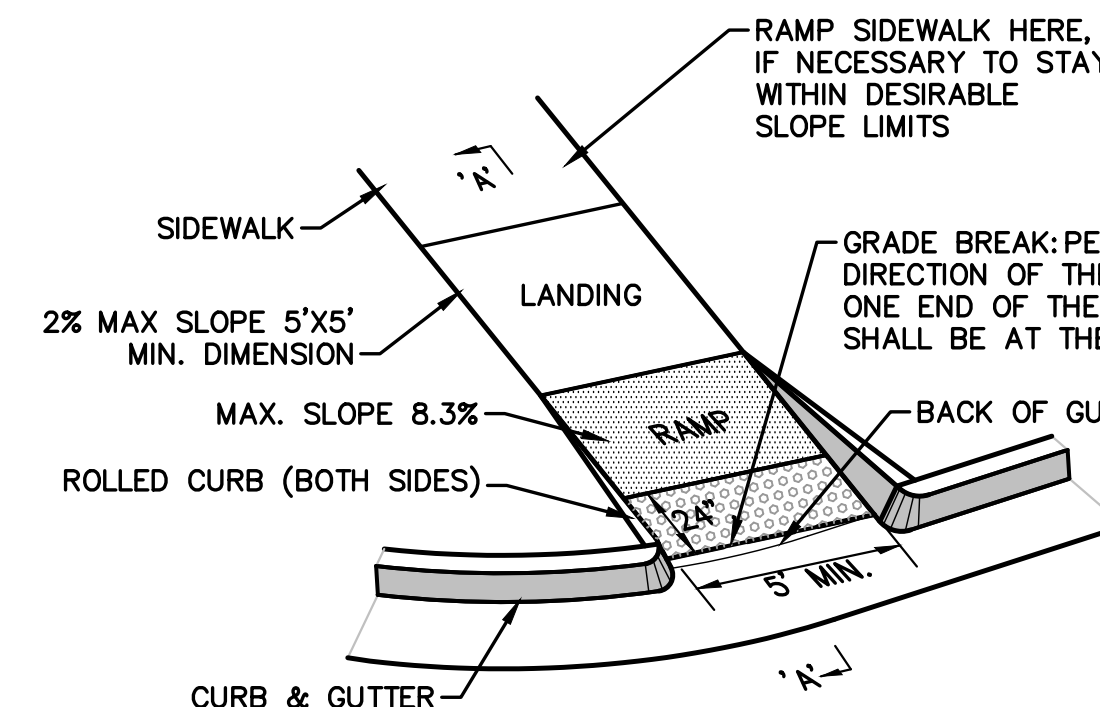 RAMP SIDEWALK HERE,
IF NECESSARY TO STAY
WITHIN DESIRABLE
SLOPE LIMITS
'A'
SIDEWALK
GRADE BREAK: PE
DIRECTION OF TH
ONE END OF THE
SHALL BE AT THE
LANDING
2% MAX SLOPE 5'X5'
MIN. DIMENSION
MAX. SLOPE 8.3%
RAMP
BACK OF GU
ROLLED CURB (BOTH SIDES)
24"
5' MIN.
'A'
CURB & GUTTER